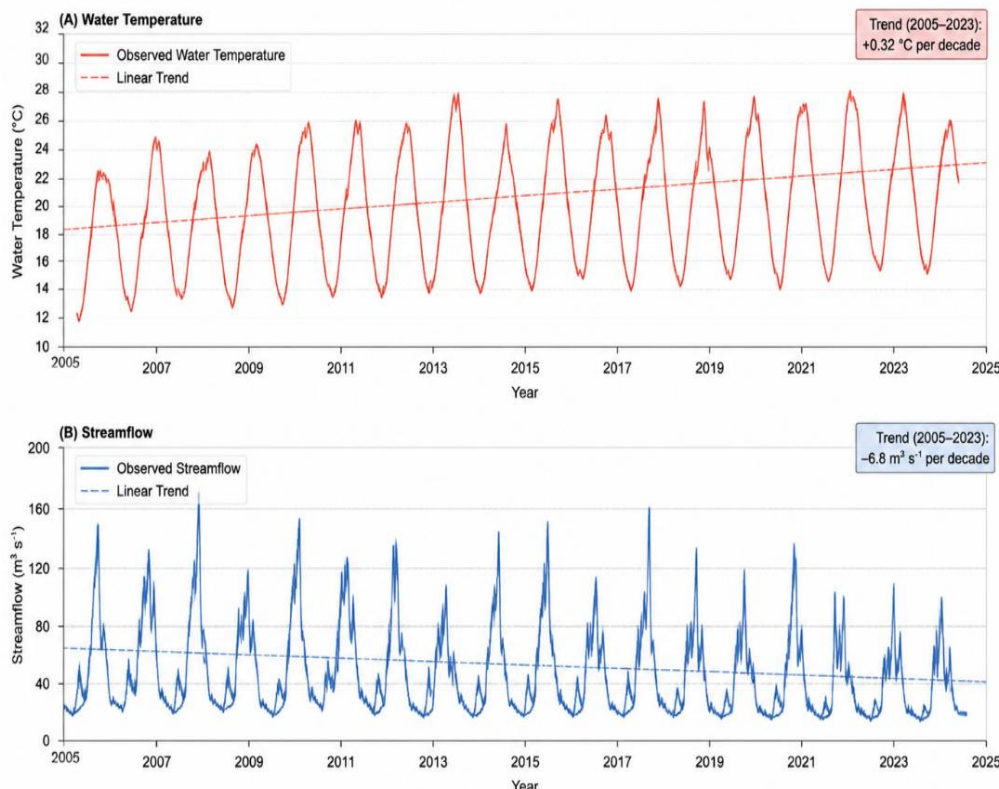 (A) Water Temperature
Trend (2005–2023):
+0.32 °C per decade
Observed Water Temperature
Linear Trend
Water Temperature (°C)
32
30
28
26
24
22
20
18
16
14
12
10
2005
2007
2009
2011
2013
2015
2017
2019
2021
2023
2025
Year
(B) Streamflow
Trend (2005–2023):
–6.8 m³ s⁻¹ per decade
Observed Streamflow
Linear Trend
Streamflow (m³ s⁻¹)
200
160
120
80
40
0
2005
2007
2009
2011
2013
2015
2017
2019
2021
2023
2025
Year